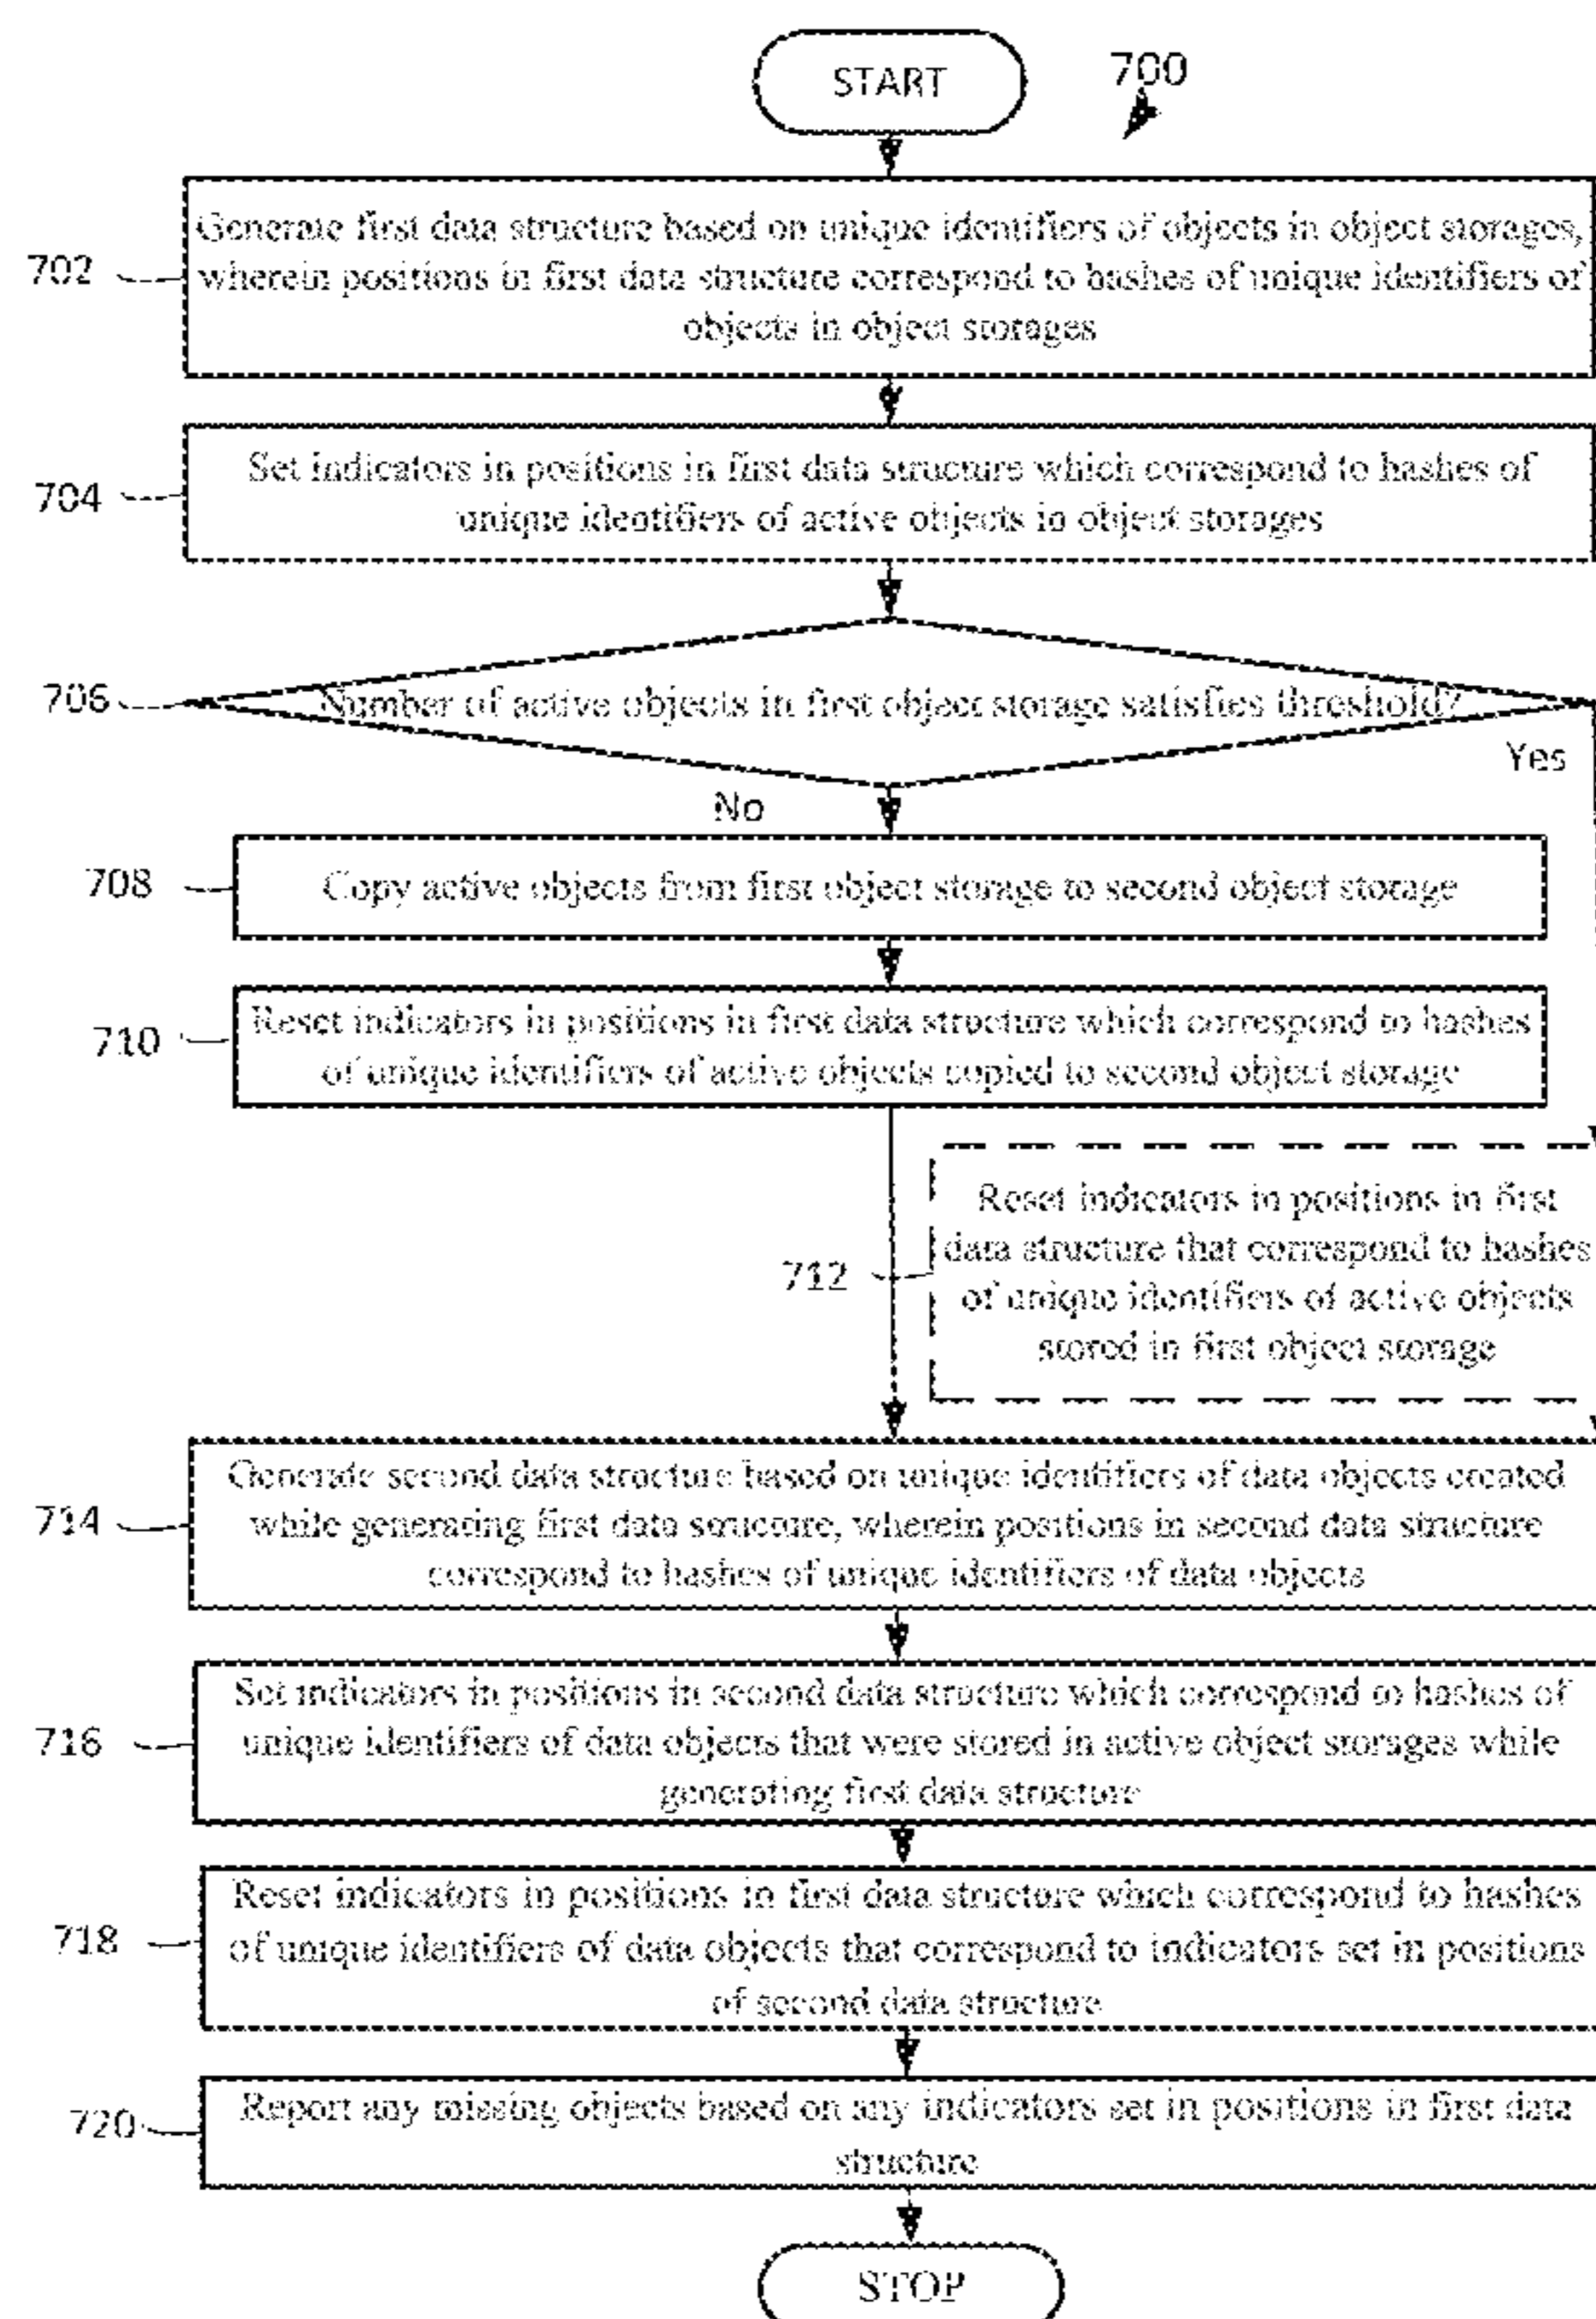 START
700
702
Generate first data structure based on unique identifiers of objects in object storages,
wherein positions in first data structure correspond to hashes of unique identifiers of
objects in object storages
704
Set indicators in positions in first data structure which correspond to hashes of
unique identifiers of active objects in object storages
706
Number of active objects in first object storage satisfies threshold?
Yes
No
708
Copy active objects from first object storage to second object storage
710
Reset indicators in positions in first data structure which correspond to hashes
of unique identifiers of active objects copied to second object storage
712
Reset indicators in positions in first
data structure that correspond to hashes
of unique identifiers of active objects
stored in first object storage
714
Generate second data structure based on unique identifiers of data objects created
while generating first data structure, wherein positions in second data structure
correspond to hashes of unique identifiers of data objects
716
Set indicators in positions in second data structure which correspond to hashes of
unique identifiers of data objects that were stored in active object storages while
generating first data structure
718
Reset indicators in positions in first data structure which correspond to hashes
of unique identifiers of data objects that correspond to indicators set in positions
of second data structure
720
Report any missing objects based on any indicators set in positions in first data
structure
STOP